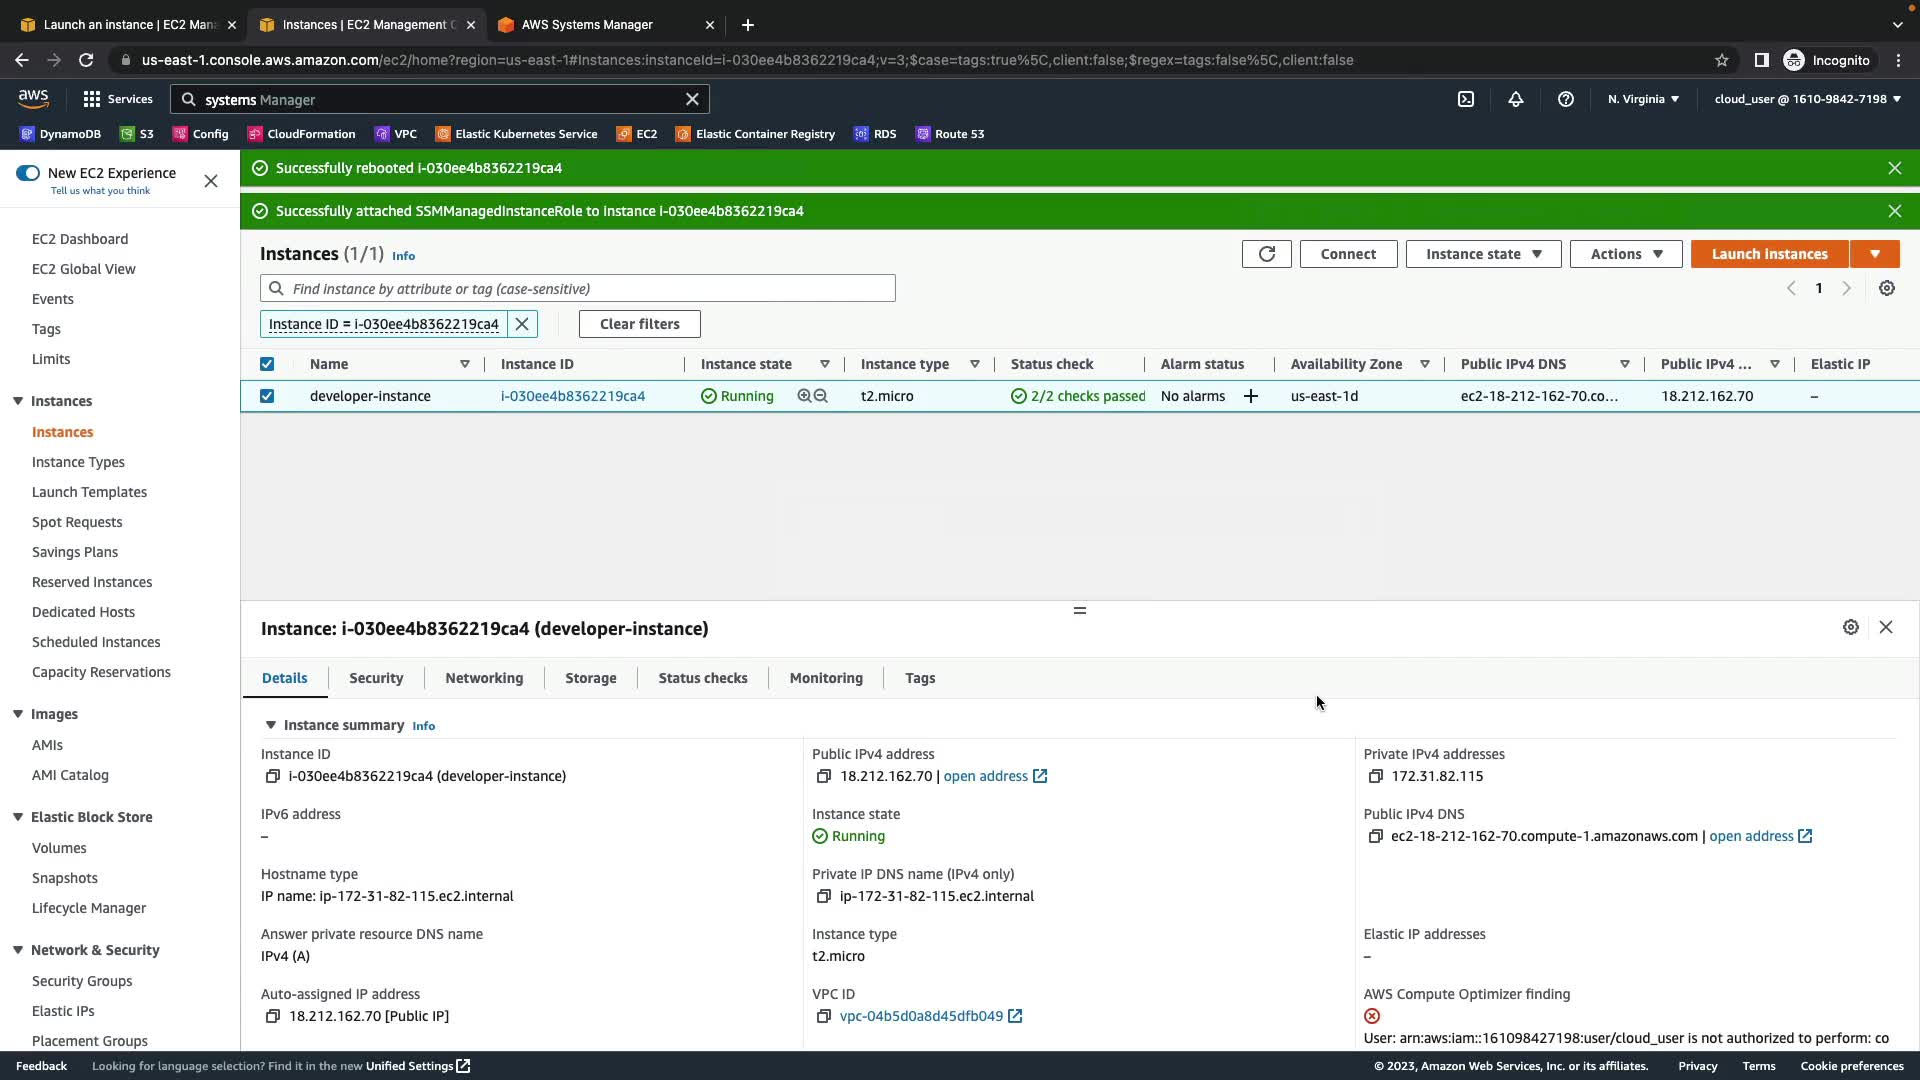 Launch an instance | EC2 Man
Instances | EC2 Management C
AWS Systems Manager
us-east-1.console.aws.amazon.com/ec2/home?region=us-east-1#Instances:instanceId=i-030ee4b8362219ca4;v=3;$case=tags:true%5C,client:false;$regex=tags:false%5C,client:false
Incognito
aws
Services
systems Manager
N. Virginia
cloud_user @ 1610-9842-7198
DynamoDB
S3
Config
CloudFormation
VPC
Elastic Kubernetes Service
EC2
Elastic Container Registry
RDS
Route 53
New EC2 Experience
Tell us what you think
EC2 Dashboard
EC2 Global View
Events
Tags
Limits
Instances
Instances
Instance Types
Launch Templates
Spot Requests
Savings Plans
Reserved Instances
Dedicated Hosts
Scheduled Instances
Capacity Reservations
Images
AMIs
AMI Catalog
Elastic Block Store
Volumes
Snapshots
Lifecycle Manager
Network & Security
Security Groups
Elastic IPs
Placement Groups
Successfully rebooted i-030ee4b8362219ca4
Successfully attached SSMManagedInstanceRole to instance i-030ee4b8362219ca4
Instances (1/1) Info
Connect
Instance state
Actions
Launch instances
Find instance by attribute or tag (case-sensitive)
1
Instance ID = i-030ee4b8362219ca4
Clear filters
Name
Instance ID
Instance state
Instance type
Status check
Alarm status
Availability Zone
Public IPv4 DNS
Public IPv4 ...
Elastic IP
developer-instance
i-030ee4b8362219ca4
Running
t2.micro
2/2 checks passed
No alarms
us-east-1d
ec2-18-212-162-70.co...
18.212.162.70
–
Instance: i-030ee4b8362219ca4 (developer-instance)
Details
Security
Networking
Storage
Status checks
Monitoring
Tags
Instance summary Info
Instance ID
i-030ee4b8362219ca4 (developer-instance)
Public IPv4 address
18.212.162.70 | open address
Private IPv4 addresses
172.31.82.115
IPv6 address
–
Instance state
Running
Public IPv4 DNS
ec2-18-212-162-70.compute-1.amazonaws.com | open address
Hostname type
IP name: ip-172-31-82-115.ec2.internal
Private IP DNS name (IPv4 only)
ip-172-31-82-115.ec2.internal
Answer private resource DNS name
IPv4 (A)
Instance type
t2.micro
Elastic IP addresses
–
Auto-assigned IP address
18.212.162.70 [Public IP]
VPC ID
vpc-04b5d0a8d45dfb049
AWS Compute Optimizer finding
User: arn:aws:iam::161098427198:user/cloud_user is not authorized to perform: co
Feedback
Looking for language selection? Find it in the new Unified Settings
© 2023, Amazon Web Services, Inc. or its affiliates.
Privacy
Terms
Cookie preferences